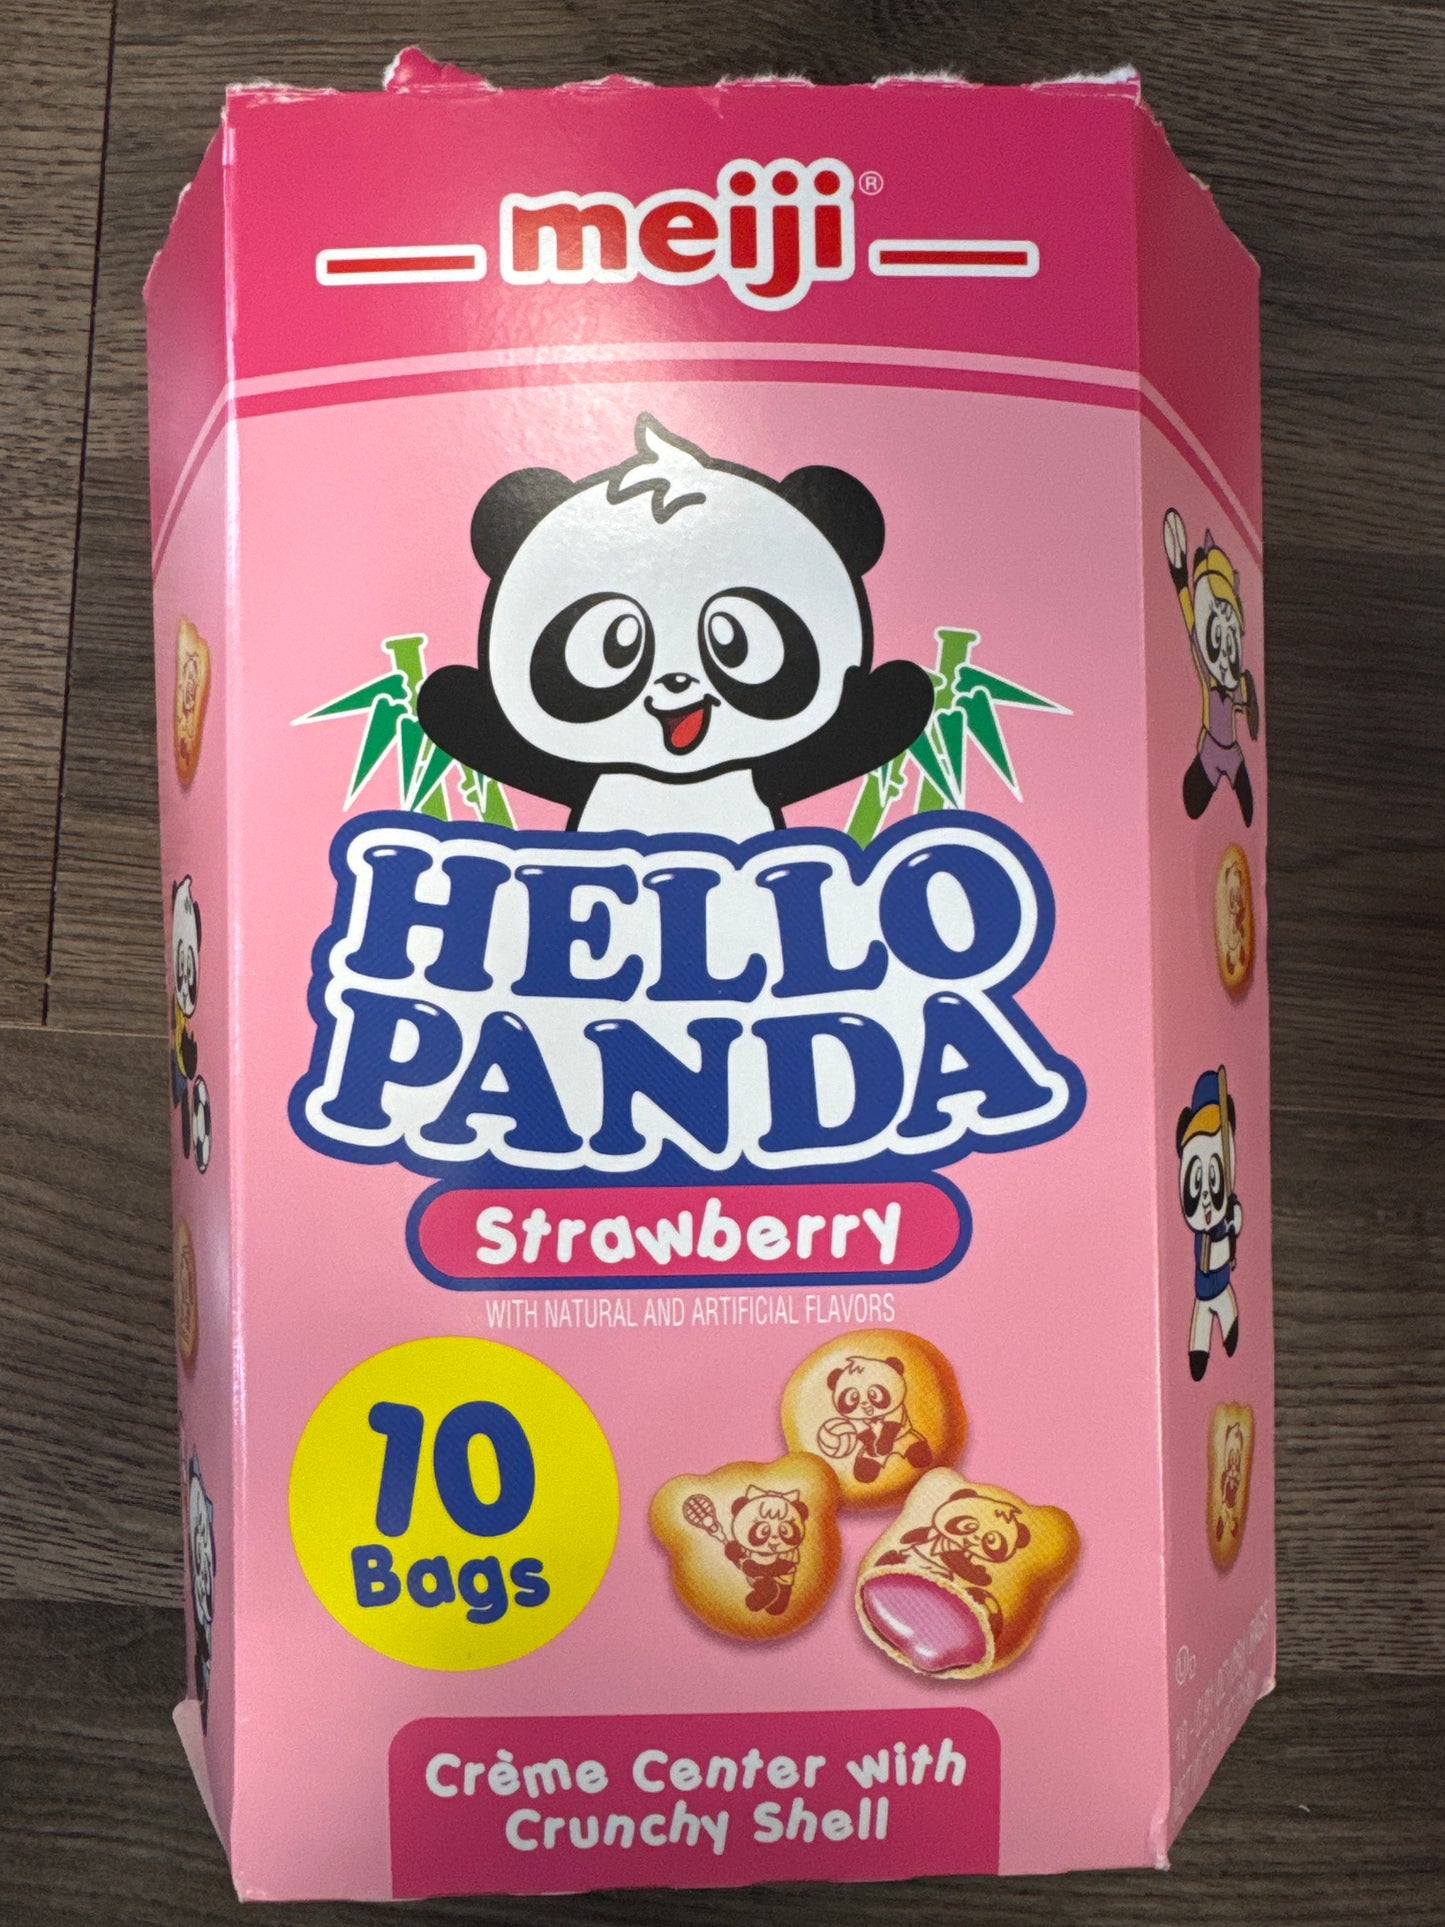 meiji®
HELLO
PANDA
Strawberry
WITH NATURAL AND ARTIFICIAL FLAVORS
10
Bags
Crème Center with
Crunchy Shell